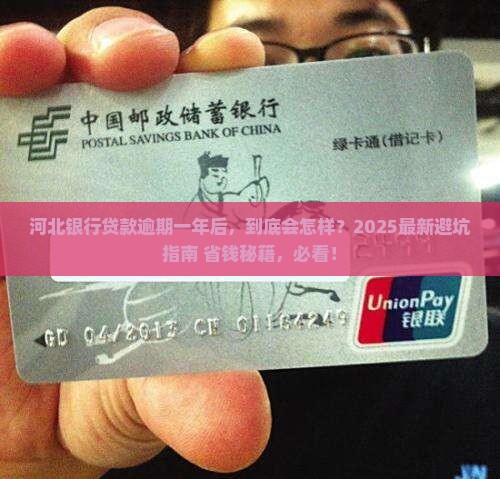 中国邮政储蓄银行
POSTAL SAVINGS BANK OF CHINA
绿卡通(借记卡)
河北银行贷款逾期一年后，到底会怎样？2025最新避坑
指南 省钱秘籍，必看！
UnionPay
银联